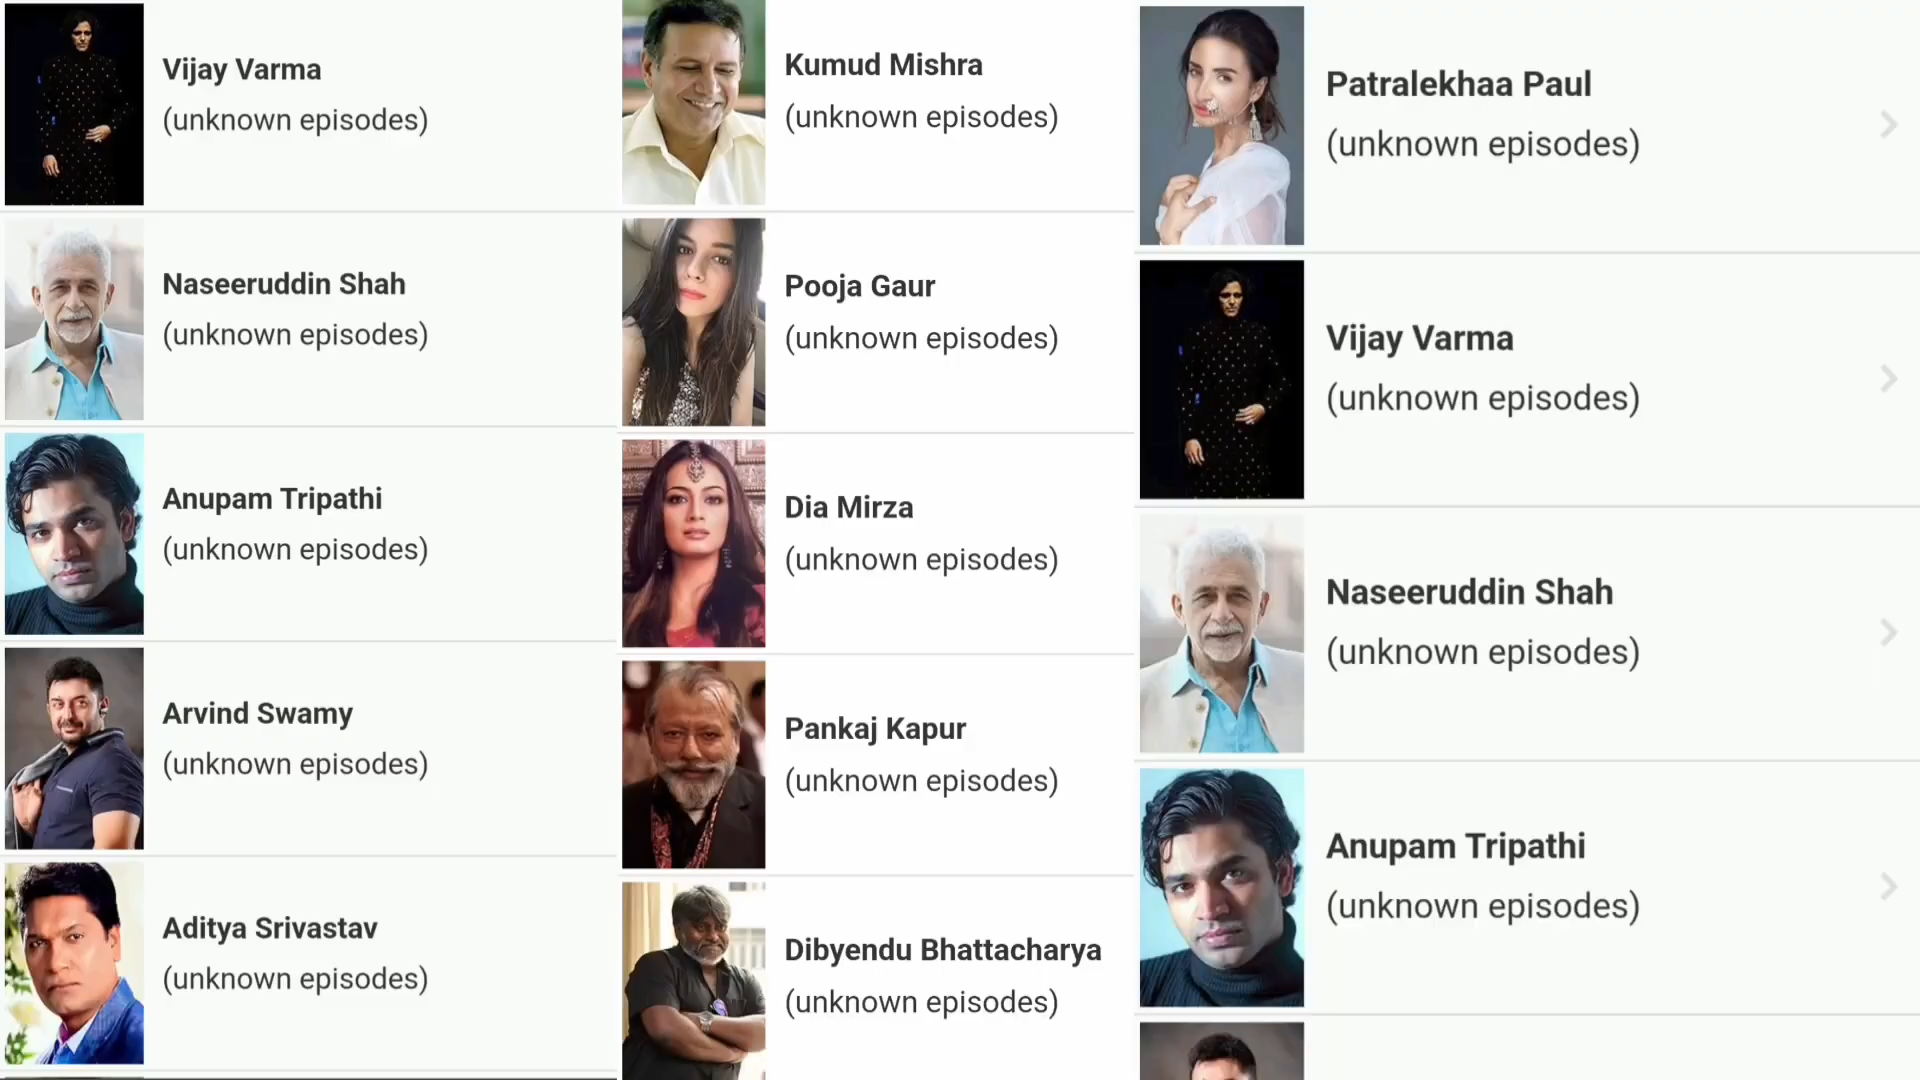 Vijay Varma
(unknown episodes)
Naseeruddin Shah
(unknown episodes)
Anupam Tripathi
(unknown episodes)
Arvind Swamy
(unknown episodes)
Aditya Srivastav
(unknown episodes)
Kumud Mishra
(unknown episodes)
Pooja Gaur
(unknown episodes)
Dia Mirza
(unknown episodes)
Pankaj Kapur
(unknown episodes)
Dibyendu Bhattacharya
(unknown episodes)
Patralekhaa Paul
(unknown episodes)
Vijay Varma
(unknown episodes)
Naseeruddin Shah
(unknown episodes)
Anupam Tripathi
(unknown episodes)